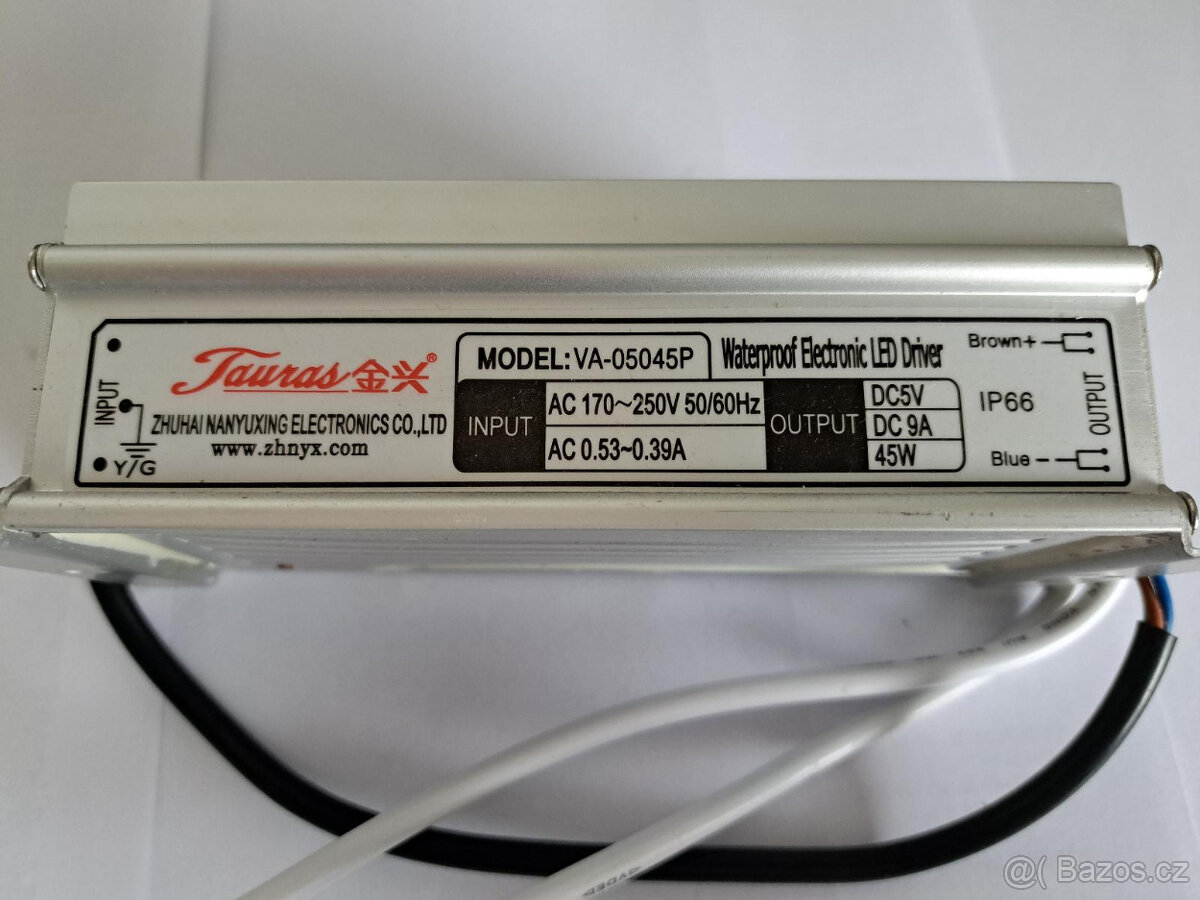 INPUT
Y/G
Tauras金兴®
ZHUHAI NANYUXING ELECTRONICS CO.,LTD
www.zhnyx.com
MODEL:VA-05045P
Waterproof Electronic LED Driver
INPUT
AC 170~250V 50/60Hz
AC 0.53~0.39A
OUTPUT
DC5V
DC 9A
45W
Brown+
IP66
Blue-
OUTPUT
@( Bazos.cz